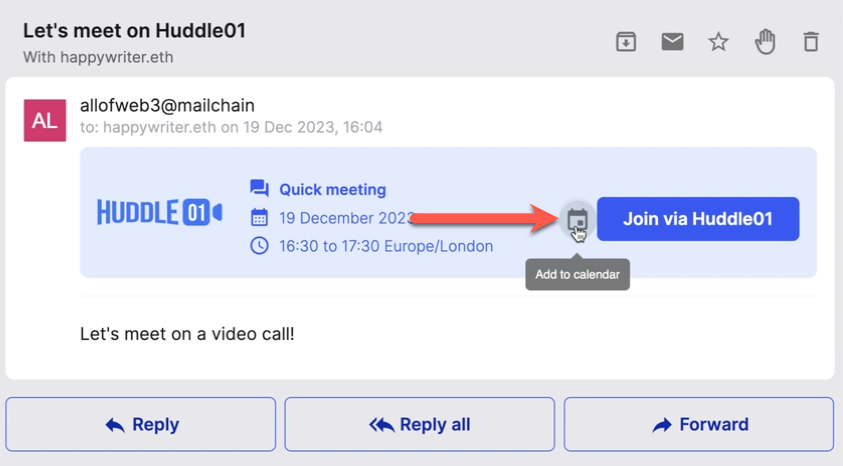 Let's meet on Huddle01
With happywriter.eth
AL
allofweb3@mailchain
to: happywriter.eth on 19 Dec 2023, 16:04
HUDDLE 01
Quick meeting
19 December 2023
16:30 to 17:30 Europe/London
Join via Huddle01
Add to calendar
Let's meet on a video call!
Reply
Reply all
Forward